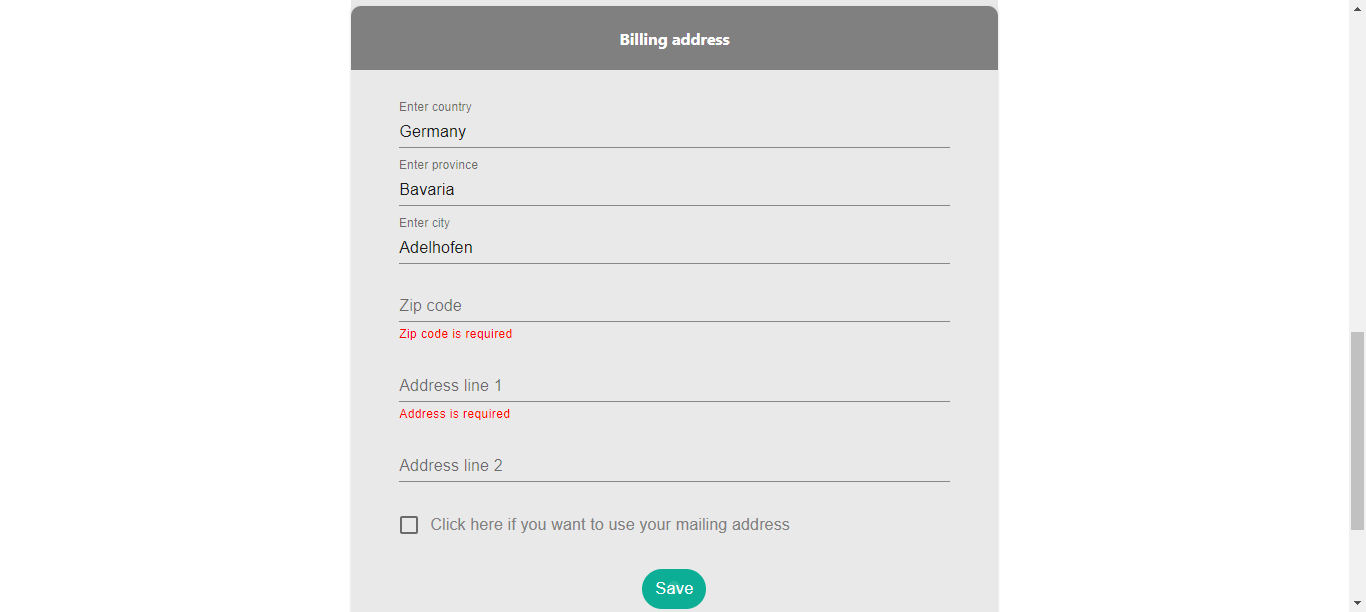 Billing address
Enter country
Germany
Enter province
Bavaria
Enter city
Adelhofen
Zip code
Zip code is required
Address line 1
Address is required
Address line 2
Click here if you want to use your mailing address
Save